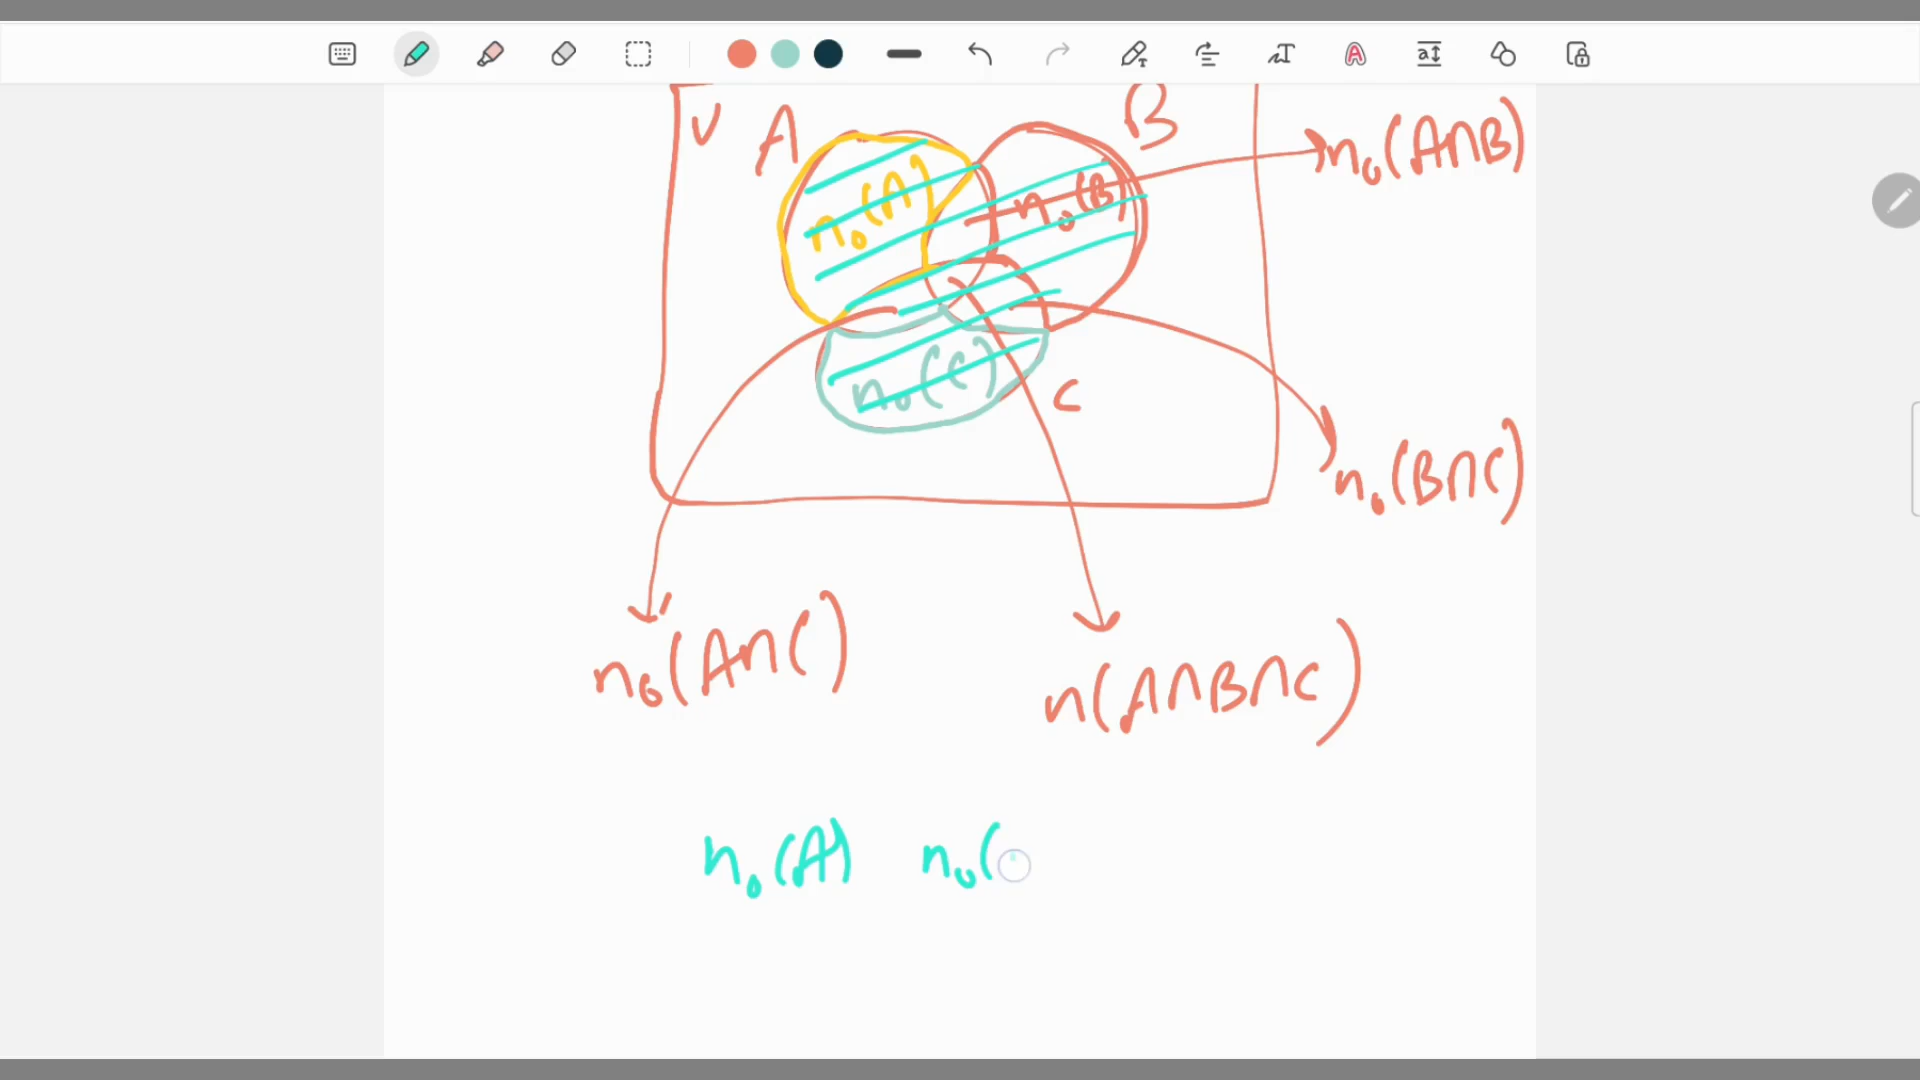 U A B
n₀(A∩B)
n₀(A) n₀(B)
n₀(C) C
n₀(B∩C)
n₀(A∩C) n(A∩B∩C)
n₀(A) n₀(